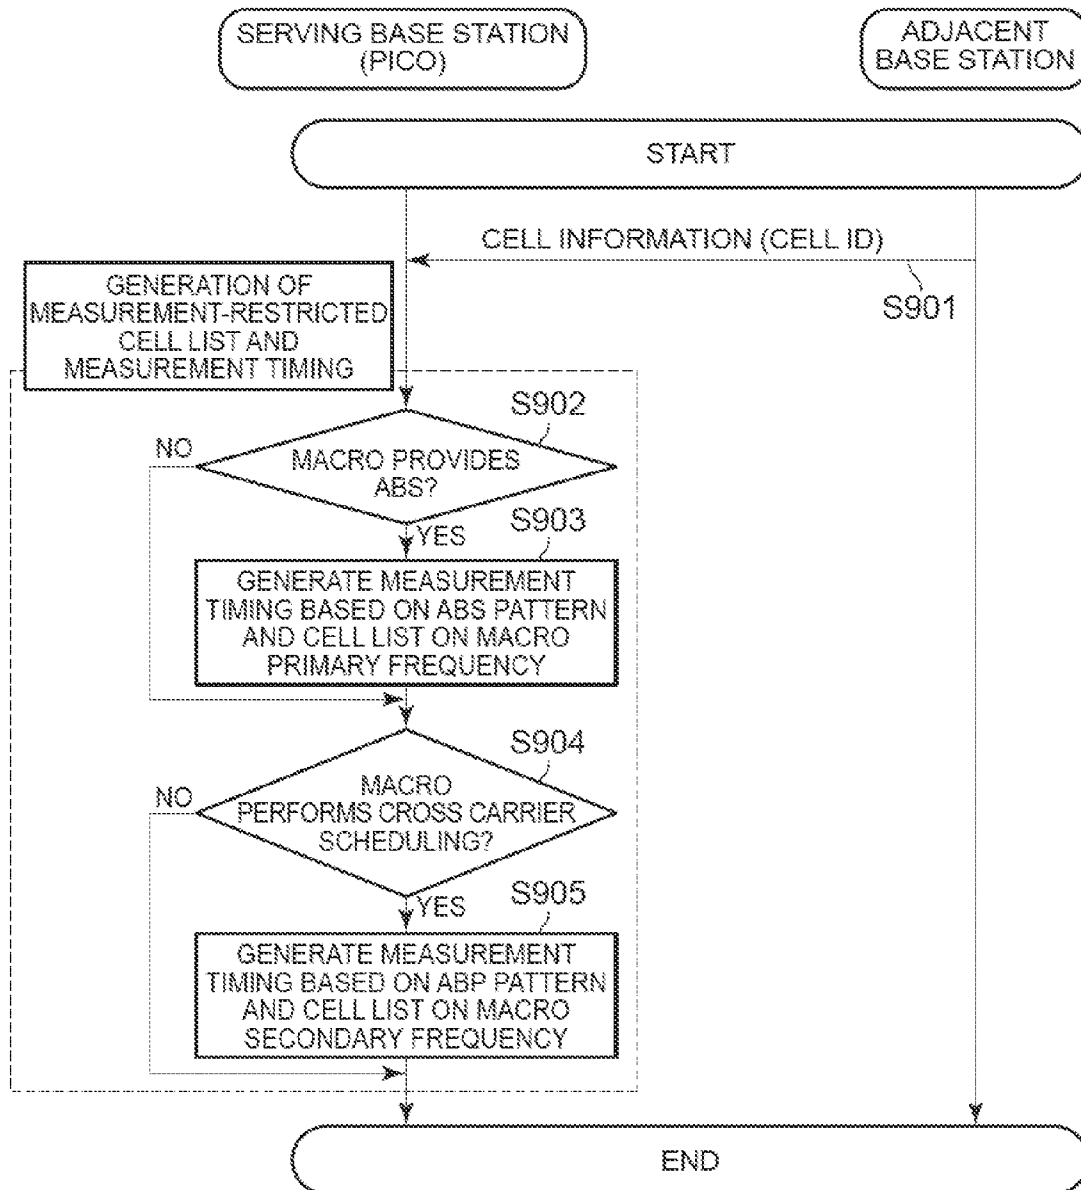 SERVING BASE STATION
(PICO)
ADJACENT
BASE STATION
START
CELL INFORMATION (CELL ID)
S901
GENERATION OF
MEASUREMENT-RESTRICTED
CELL LIST AND
MEASUREMENT TIMING
S902
NO
MACRO PROVIDES
ABS?
YES
S903
GENERATE MEASUREMENT
TIMING BASED ON ABS PATTERN
AND CELL LIST ON MACRO
PRIMARY FREQUENCY
S904
NO
MACRO
PERFORMS CROSS CARRIER
SCHEDULING?
YES
S905
GENERATE MEASUREMENT
TIMING BASED ON ABP PATTERN
AND CELL LIST ON MACRO
SECONDARY FREQUENCY
END